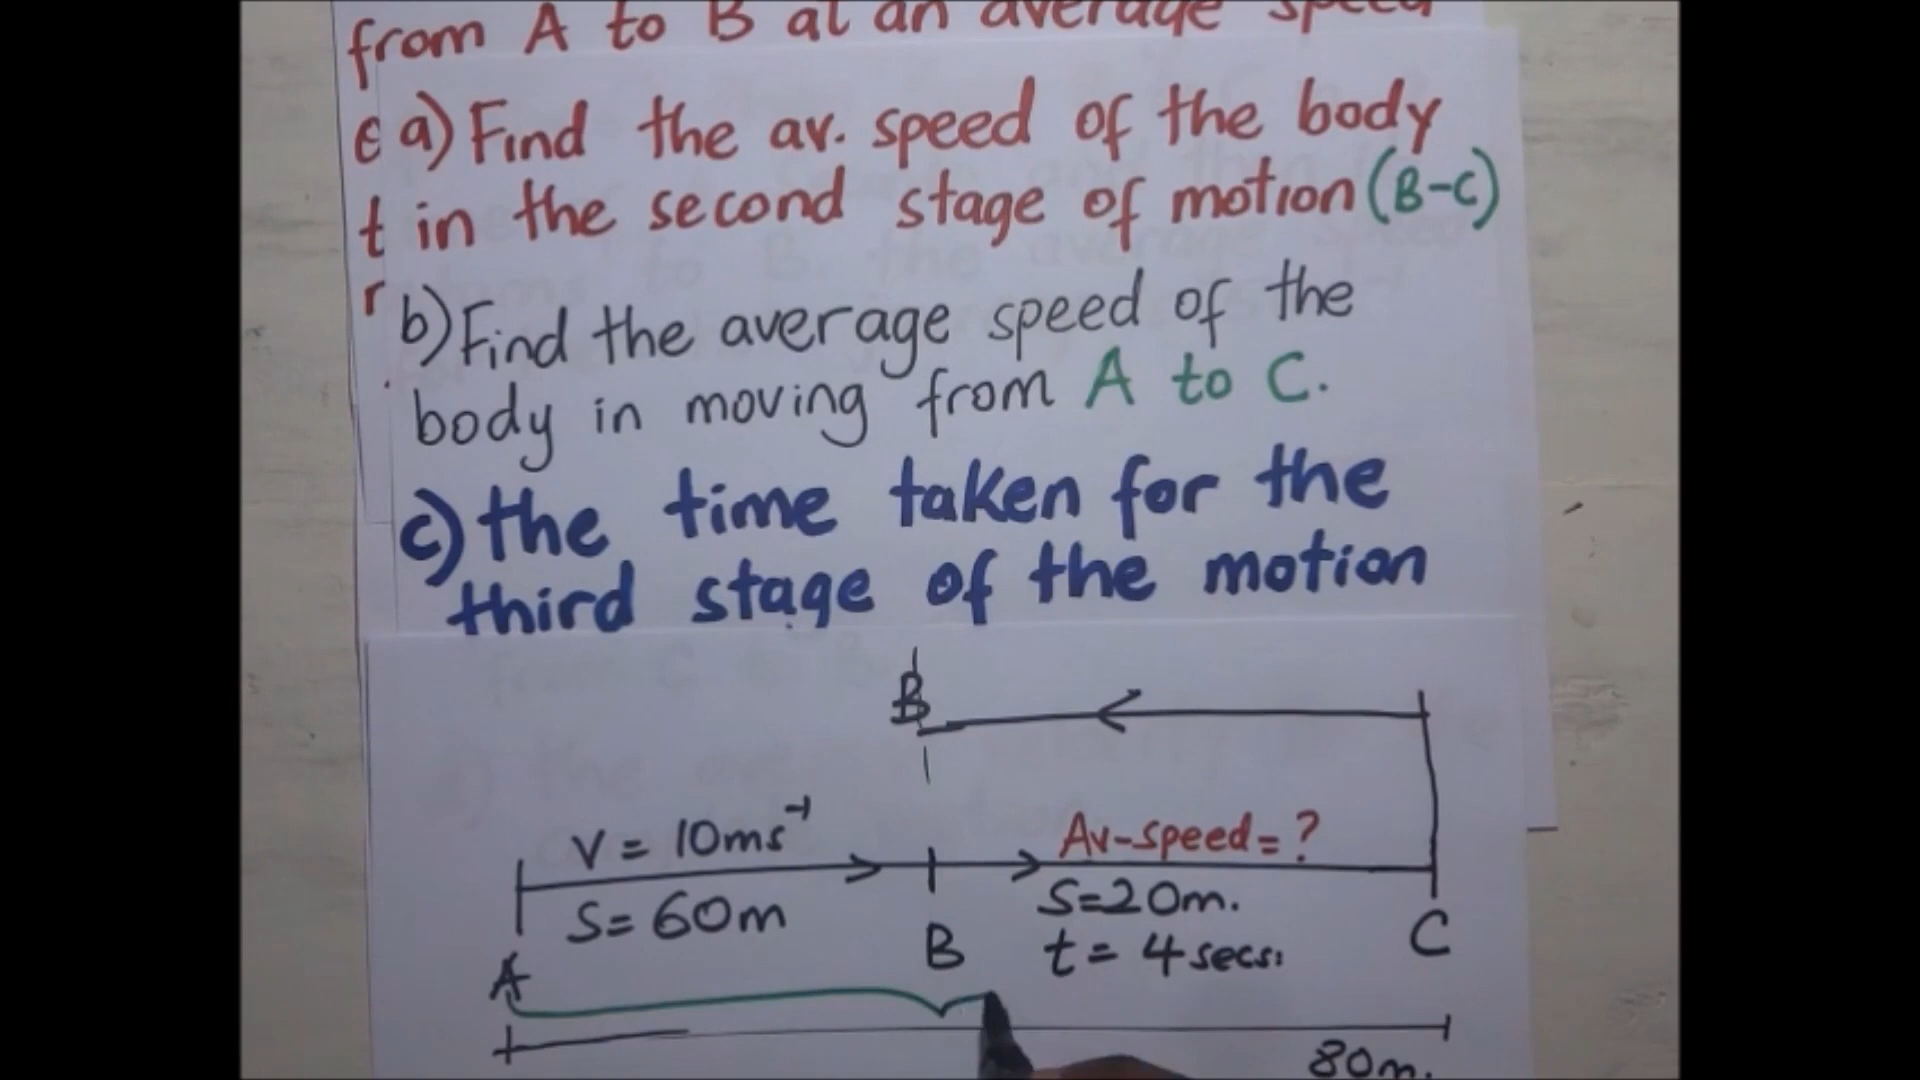 from A to B at an average speed
a) Find the av. speed of the body
t in the second stage of motion (B-C)
r
b) Find the average speed of the
body in moving from A to C.
c) the time taken for the
third stage of the motion
B
V = 10ms⁻¹
Av-speed = ?
S = 60m
S=20m.
A
B
t = 4 secs.
C
80m.